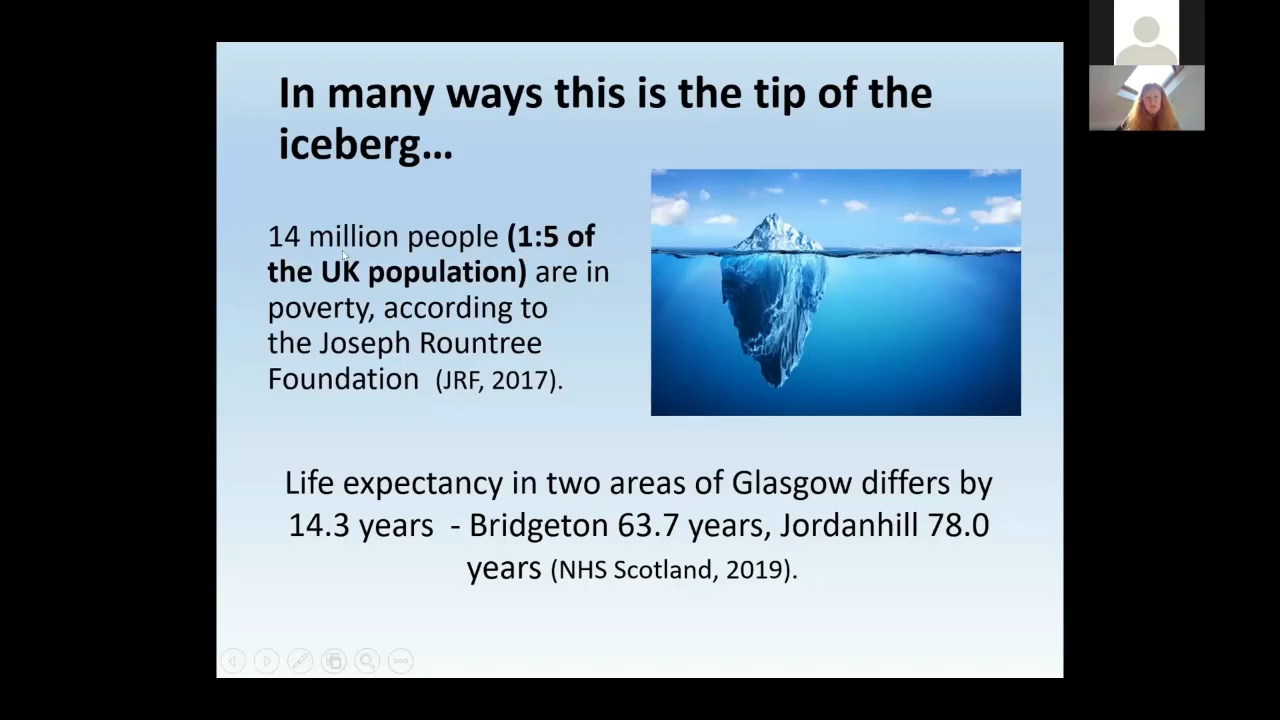 In many ways this is the tip of the
iceberg...
14 million people (1:5 of
the UK population) are in
poverty, according to
the Joseph Rountree
Foundation (JRF, 2017).
Life expectancy in two areas of Glasgow differs by
14.3 years - Bridgeton 63.7 years, Jordanhill 78.0
years (NHS Scotland, 2019).